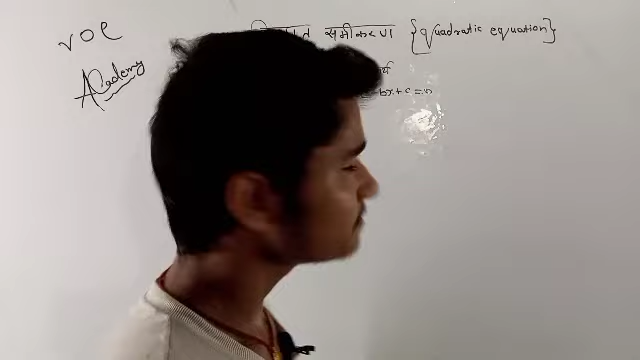 VOC
Academy
समीकरण {quadratic equation}
bx + c = 0